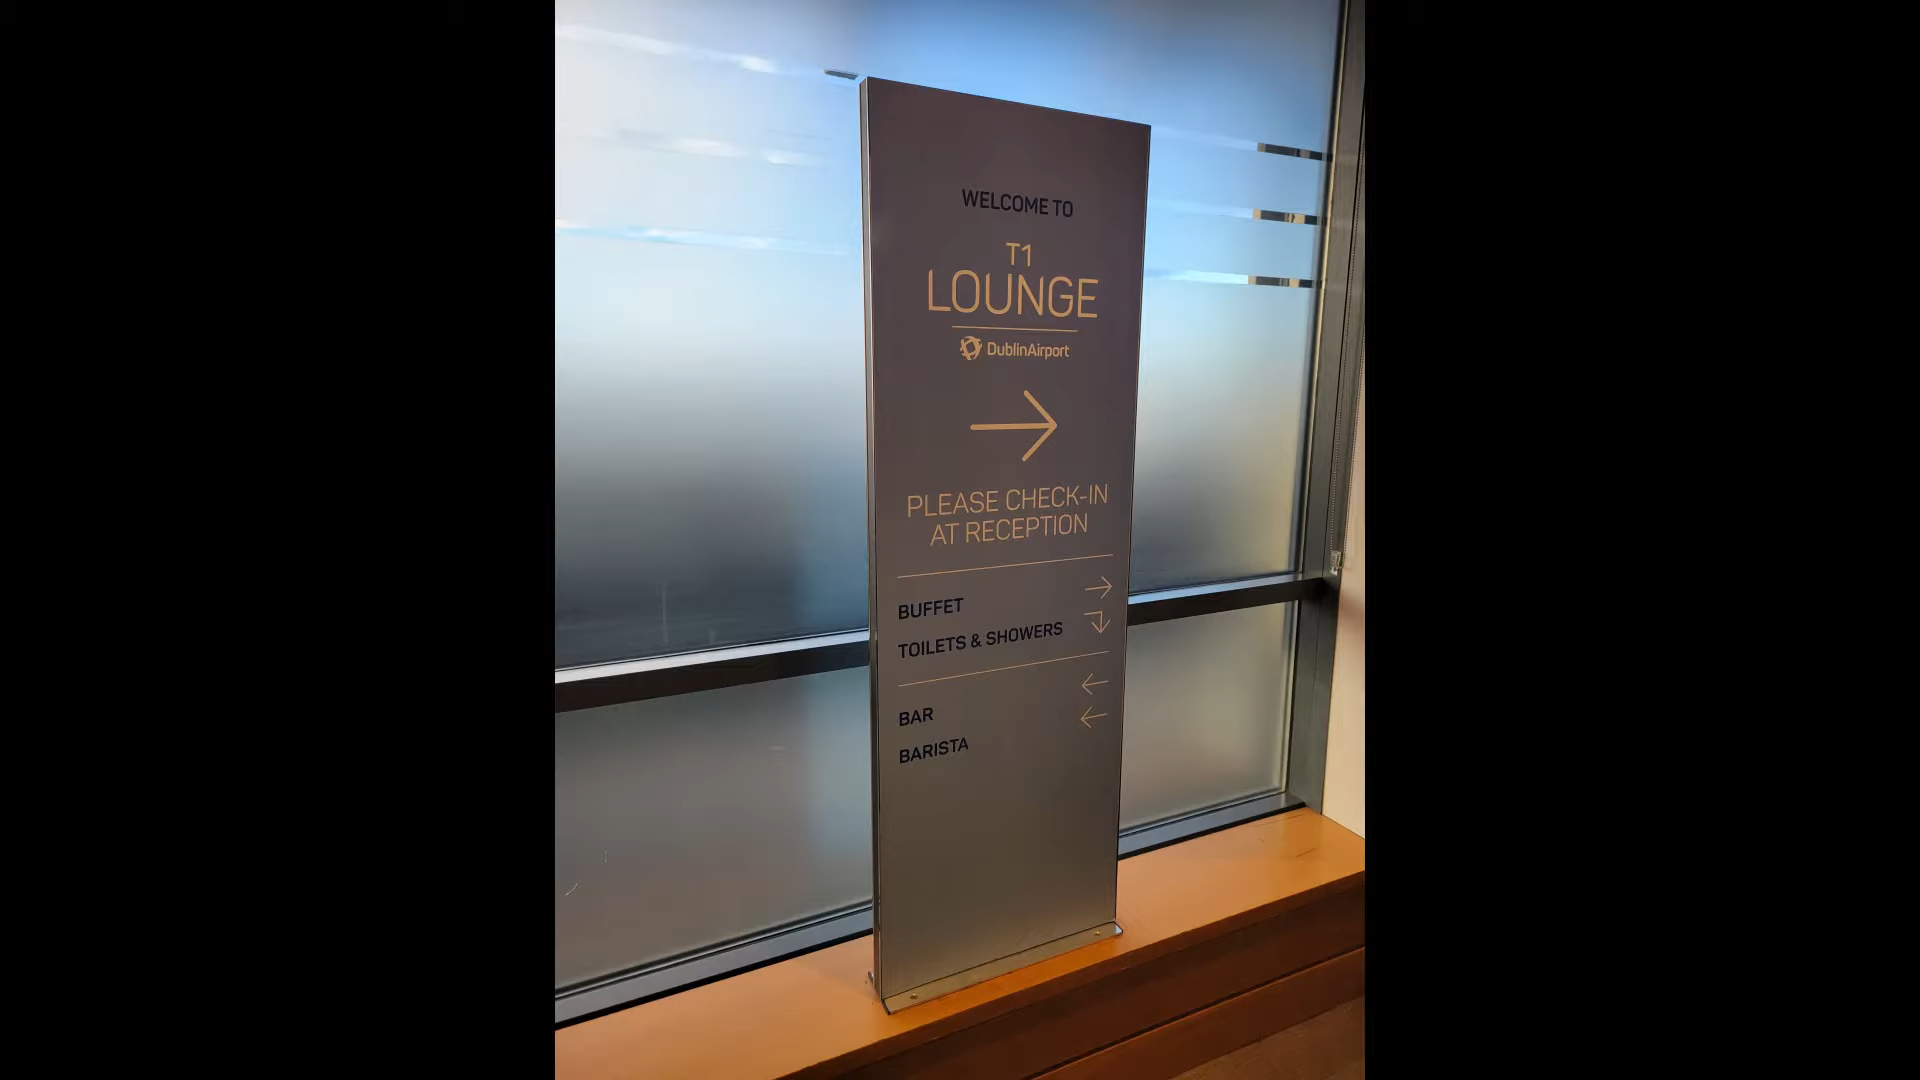 WELCOME TO
T1
LOUNGE
DublinAirport
PLEASE CHECK-IN
AT RECEPTION
BUFFET
TOILETS & SHOWERS
BAR
BARISTA